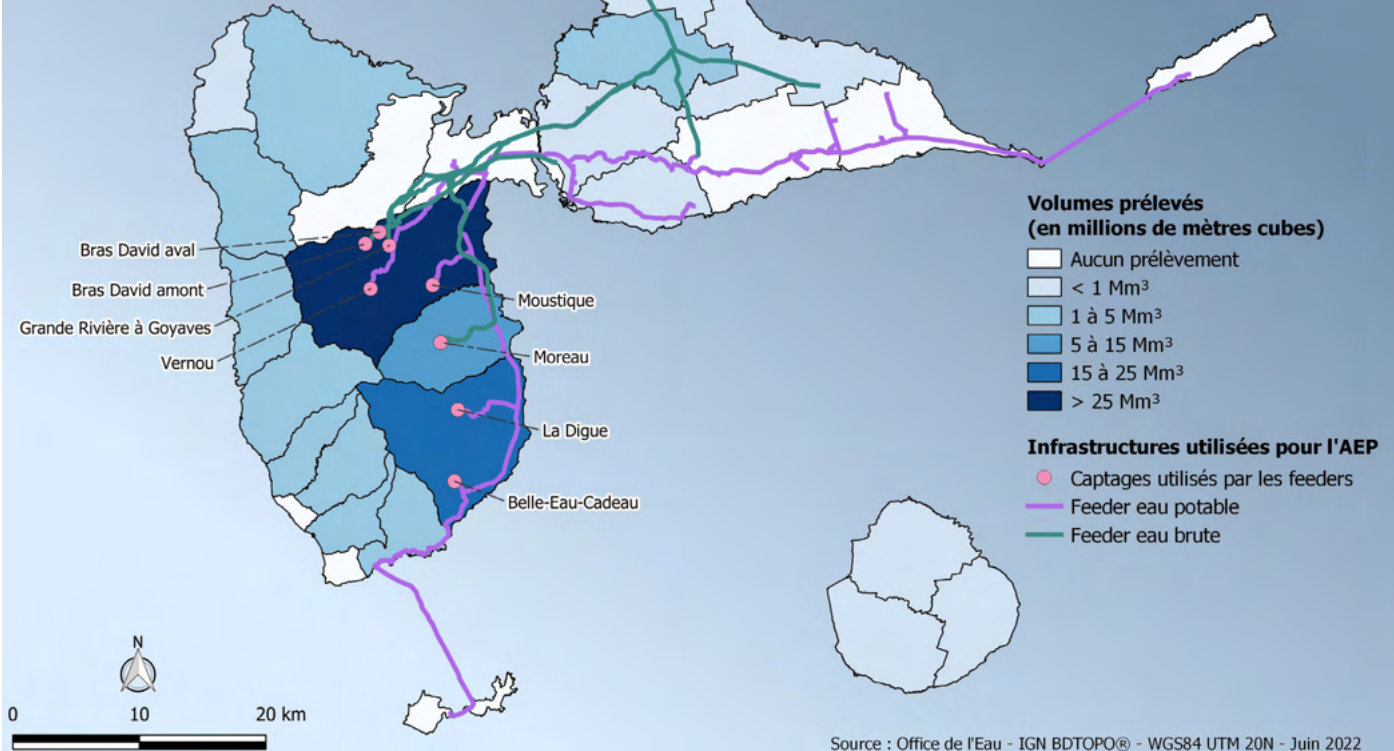 Bras David aval
Bras David amont
Grande Rivière à Goyaves
Vernou
Moustique
Moreau
La Digue
Belle-Eau-Cadeau
Volumes prélevés
(en millions de mètres cubes)
Aucun prélèvement
< 1 Mm³
1 à 5 Mm³
5 à 15 Mm³
15 à 25 Mm³
> 25 Mm³
Infrastructures utilisées pour l'AEP
Captages utilisés par les feeders
Feeder eau potable
Feeder eau brute
N
0 10 20 km
Source : Office de l'Eau - IGN BDTOPO® - WGS84 UTM 20N - Juin 2022